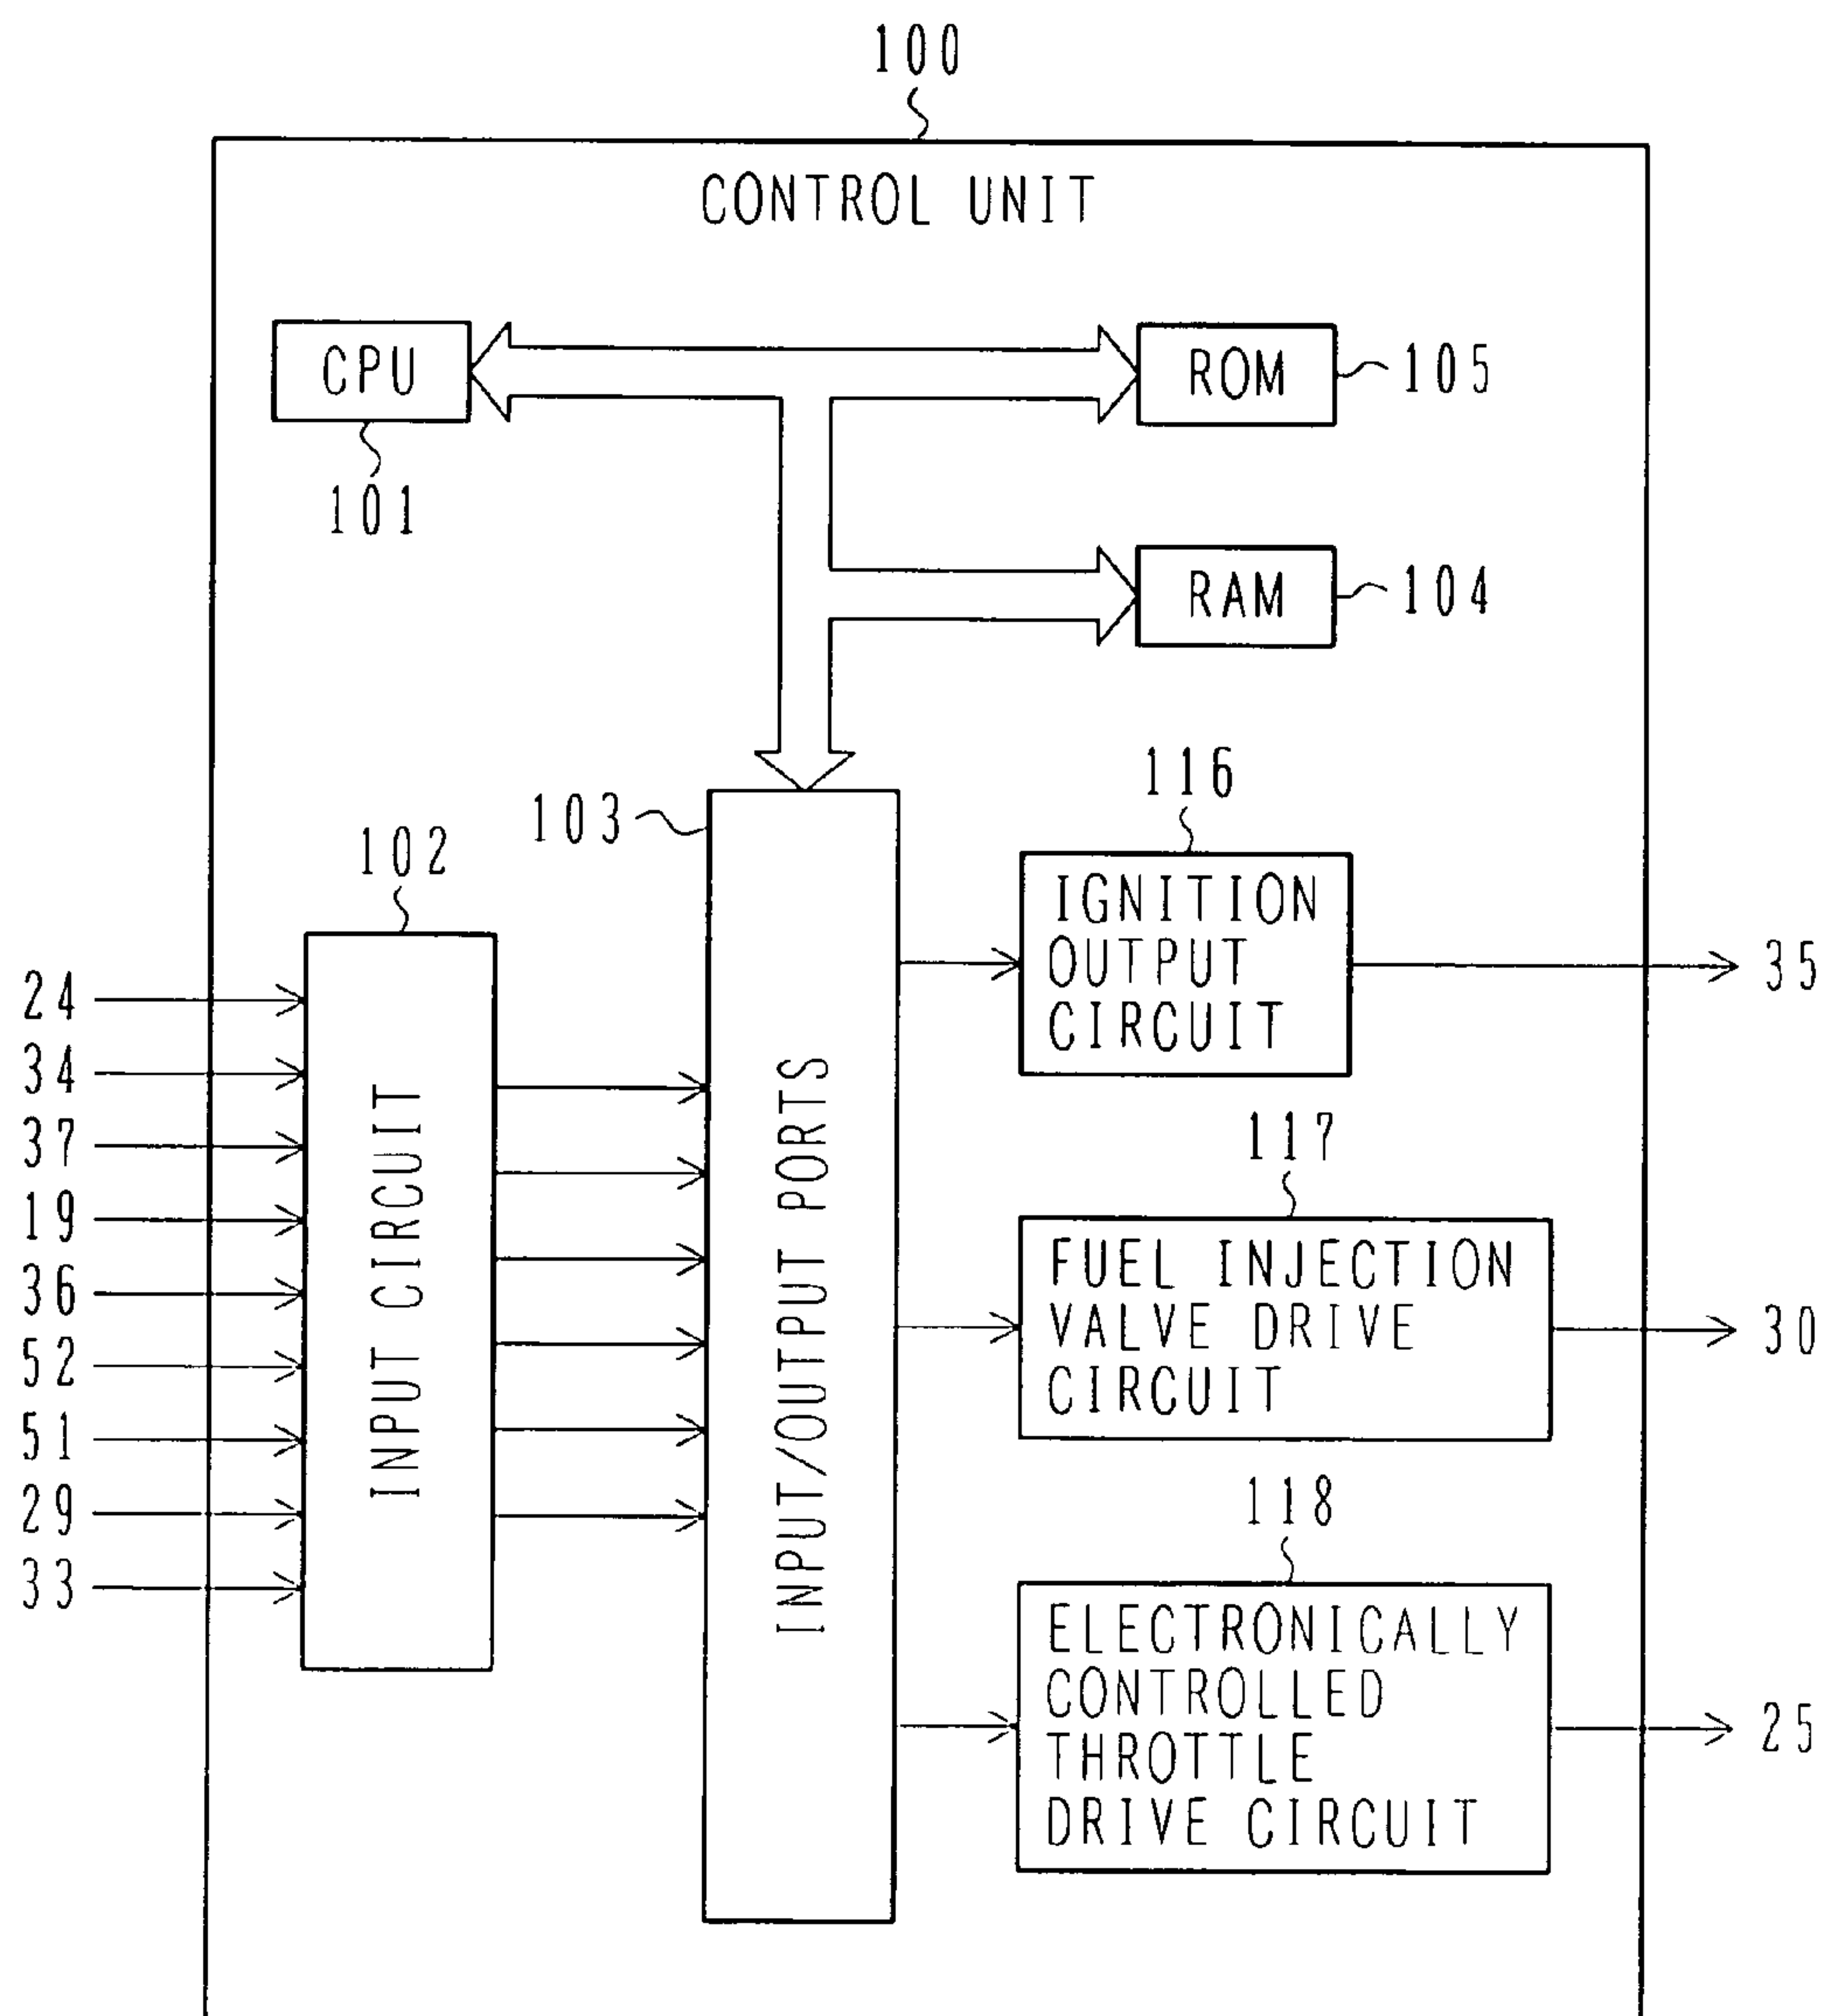 100
CONTROL UNIT
CPU
101
ROM
105
RAM
104
103
102
INPUT CIRCUIT
INPUT/OUTPUT PORTS
24
34
37
19
36
52
51
29
33
116
IGNITION
OUTPUT
CIRCUIT
35
117
FUEL INJECTION
VALVE DRIVE
CIRCUIT
30
118
ELECTRONICALLY
CONTROLLED
THROTTLE
DRIVE CIRCUIT
25